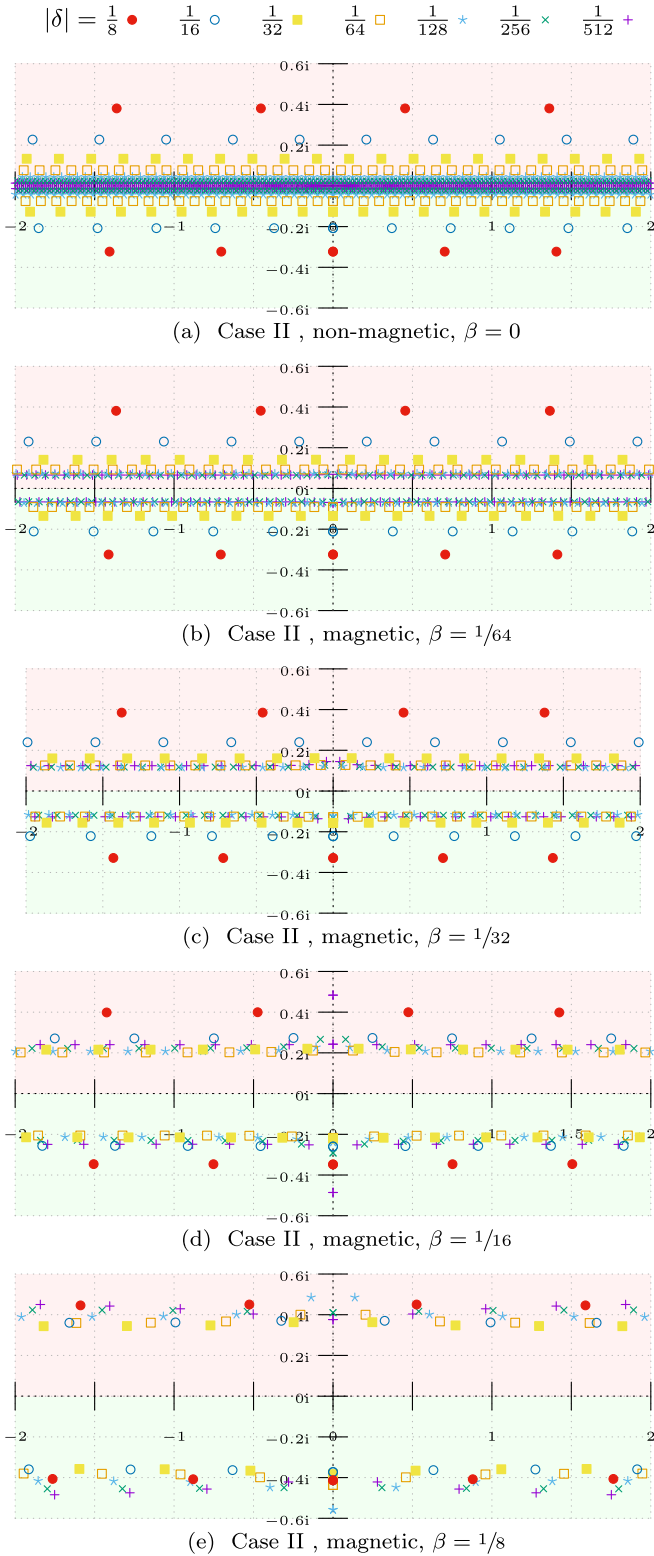 |δ| = 1/8 1/16 1/32 1/64 1/128 1/256 1/512
0.6i
0.4i
0.2i
−2 −1 0 1 2
−0.2i
−0.4i
−0.6i
(a) Case II , non-magnetic, β = 0
0.6i
0.4i
0.2i
0i
−2 −1 0 1 2
−0.2i
−0.4i
−0.6i
(b) Case II , magnetic, β = 1/64
0.6i
0.4i
0.2i
0i
−2 −1 0 1 2
−0.2i
−0.4i
−0.6i
(c) Case II , magnetic, β = 1/32
0.6i
0.4i
0.2i
0i
−2 −1 0 1 1.5 2
−0.2i
−0.4i
−0.6i
(d) Case II , magnetic, β = 1/16
0.6i
0.4i
0.2i
0i
−2 −1 0 1 2
−0.2i
−0.4i
−0.6i
(e) Case II , magnetic, β = 1/8